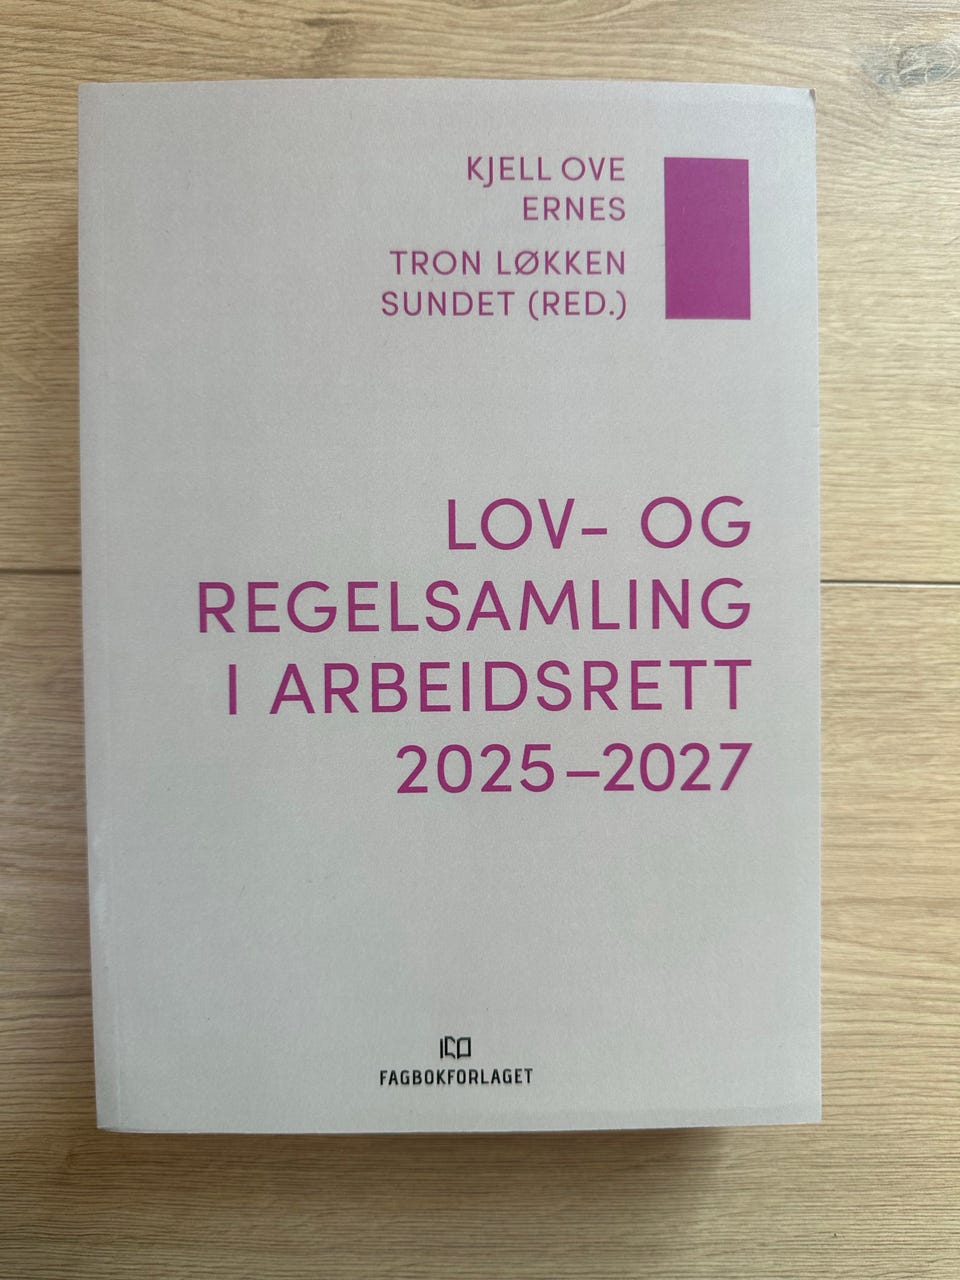 KJELL OVE
ERNES
TRON LØKKEN
SUNDET (RED.)
LOV- OG
REGELSAMLING
I ARBEIDSRETT
2025–2027
FAGBOKFORLAGET